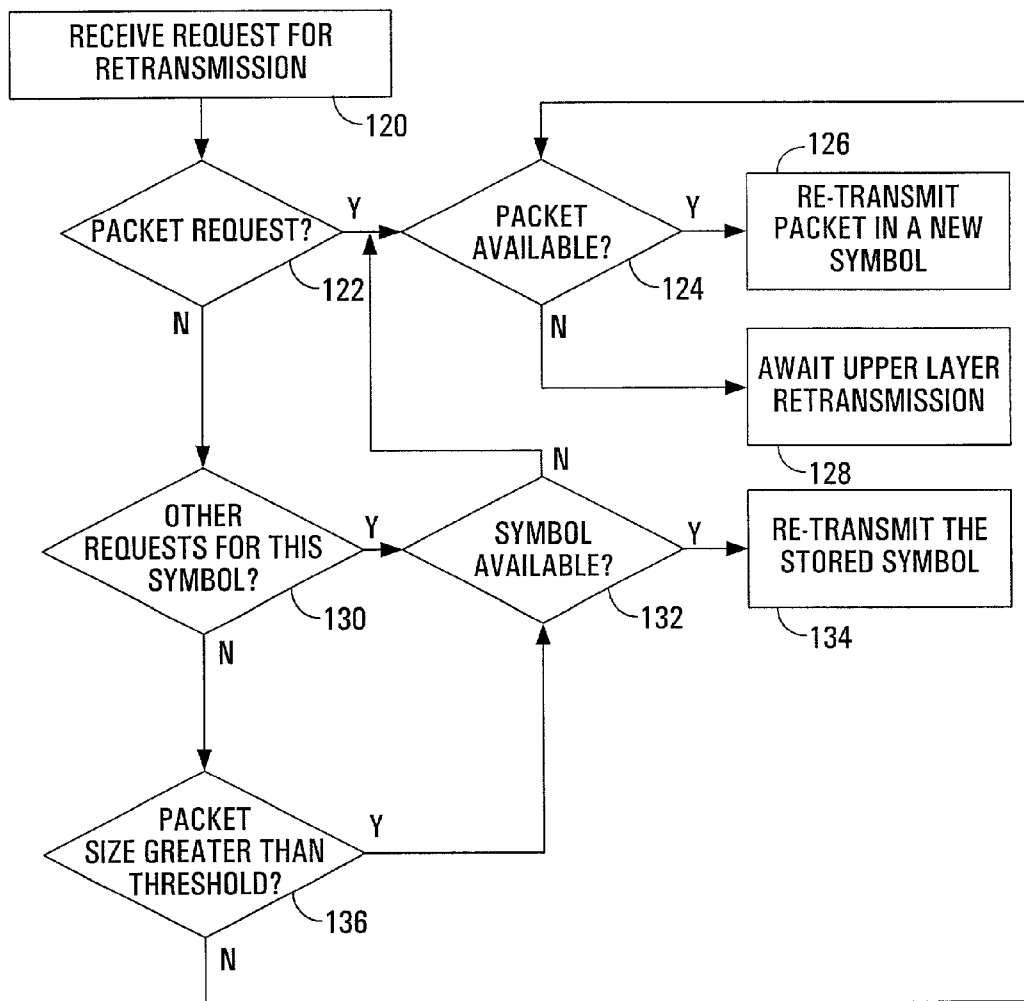 RECEIVE REQUEST FOR
RETRANSMISSION
120
PACKET REQUEST?
Y
122
N
PACKET
AVAILABLE?
Y
124
N
126
RE-TRANSMIT
PACKET IN A NEW
SYMBOL
AWAIT UPPER LAYER
RETRANSMISSION
128
OTHER
REQUESTS FOR THIS
SYMBOL?
Y
130
N
N
SYMBOL
AVAILABLE?
Y
132
RE-TRANSMIT THE
STORED SYMBOL
134
PACKET
SIZE GREATER THAN
THRESHOLD?
Y
136
N